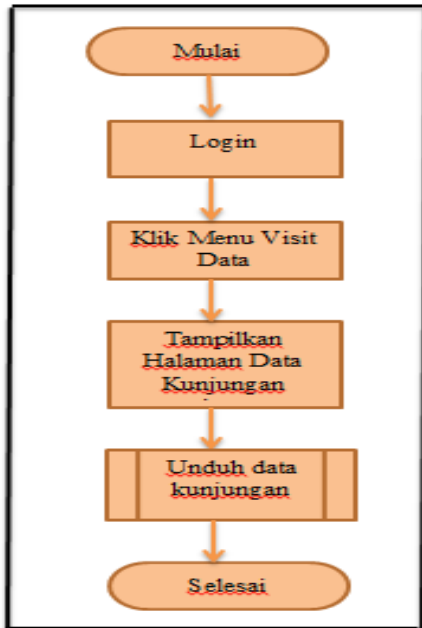 Mulai
Login
Klik Menu Visit
Data
Tampilkan
Halaman Data
Kunjungan
Unduh data
kunjungan
Selesai